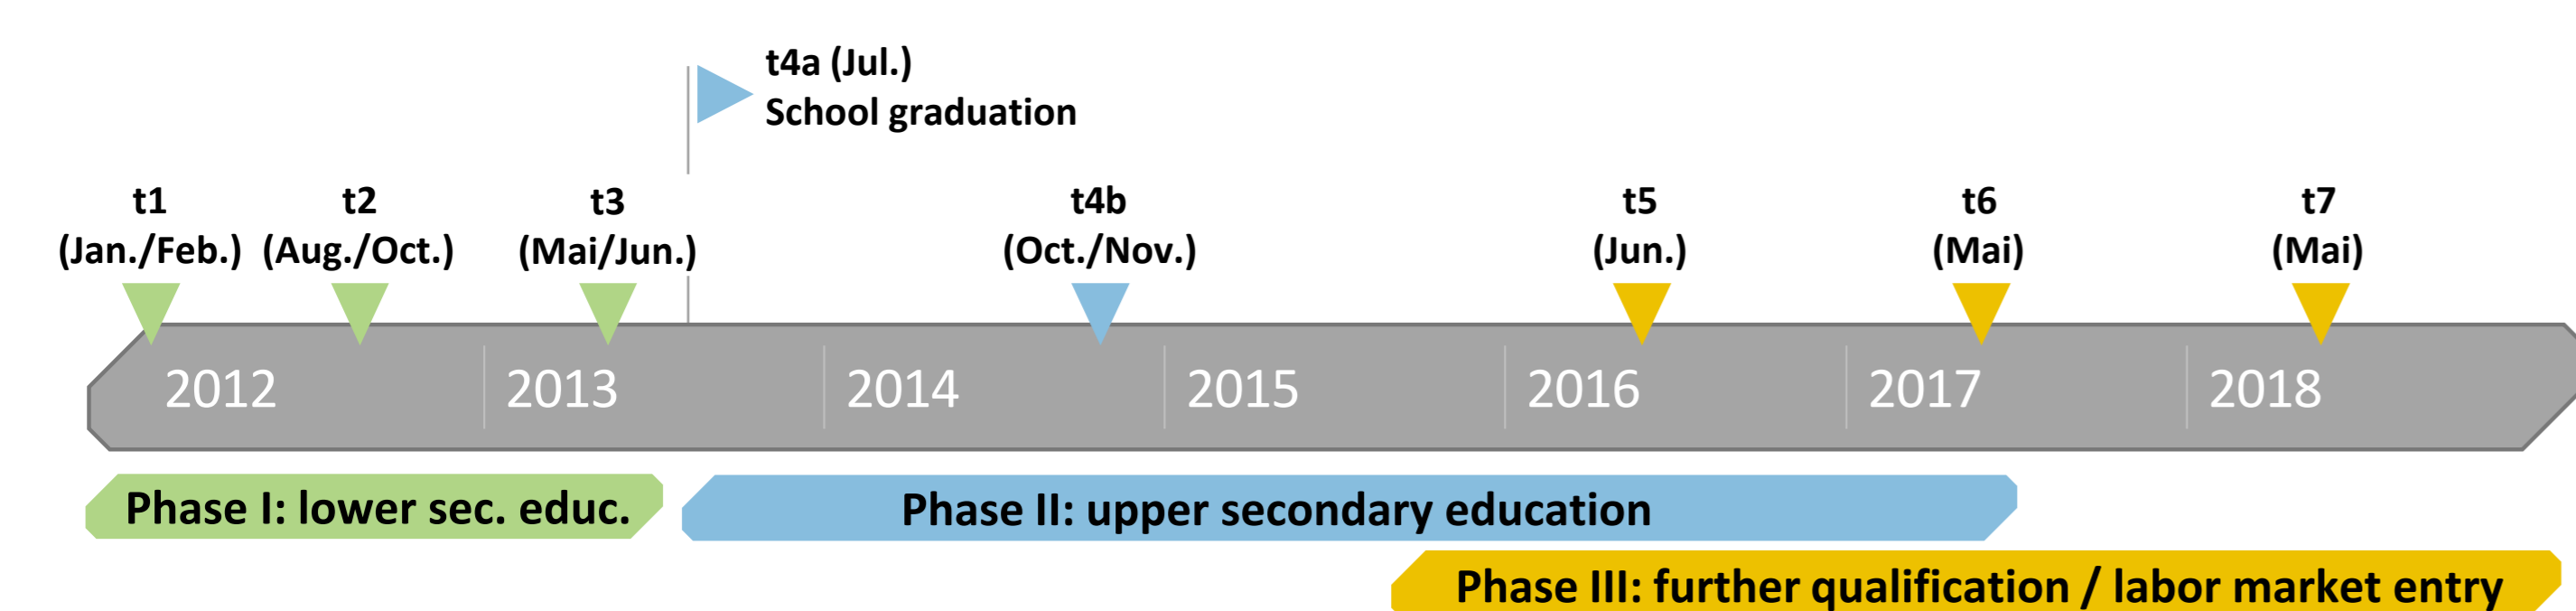 t4a (Jul.)
School graduation
t1
(Jan./Feb.)
t2
(Aug./Oct.)
t3
(Mai/Jun.)
t4b
(Oct./Nov.)
t5
(Jun.)
t6
(Mai)
t7
(Mai)
2012
2013
2014
2015
2016
2017
2018
Phase I: lower sec. educ.
Phase II: upper secondary education
Phase III: further qualification / labor market entry